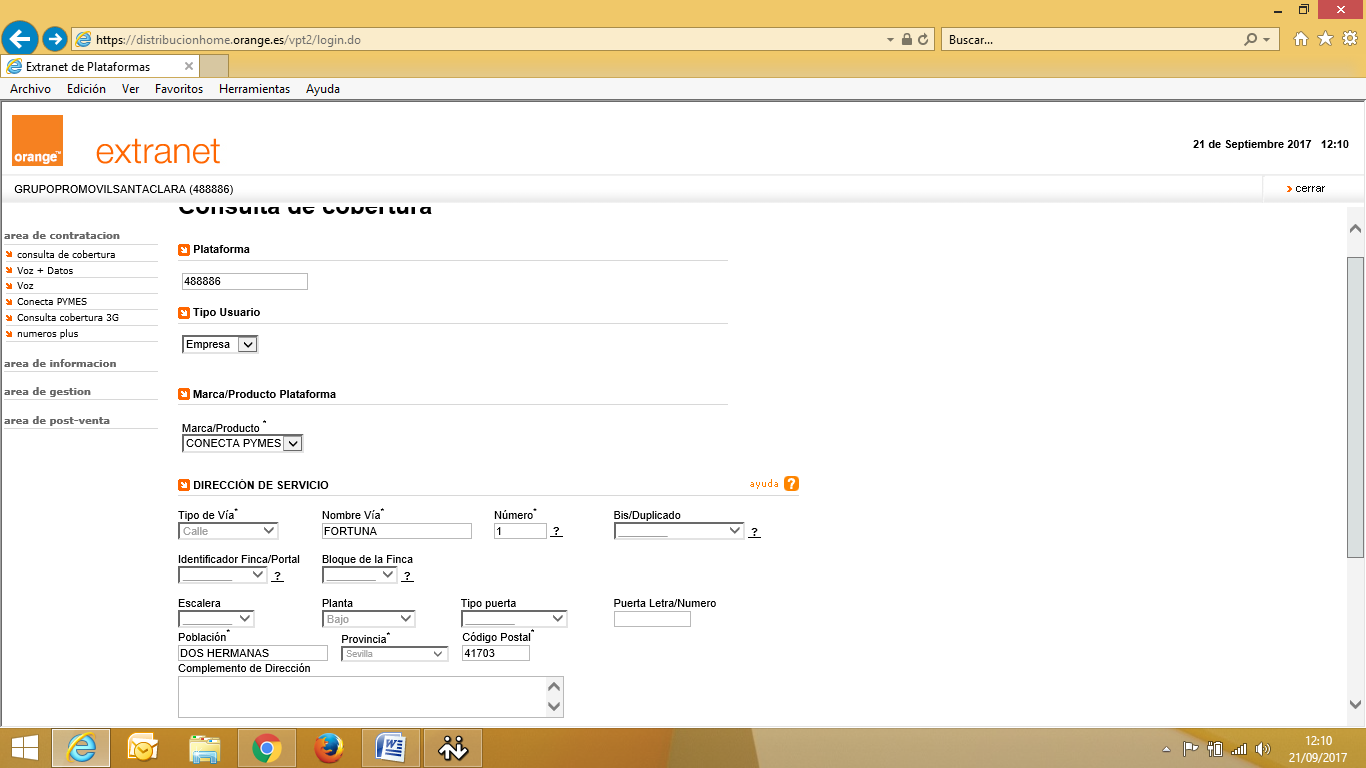 https://distribucionhome.orange.es/vpt2/login.do
Buscar...
Extranet de Plataformas
Archivo Edición Ver Favoritos Herramientas Ayuda
orange™ extranet
21 de Septiembre 2017 12:10
GRUPOPROMOVILSANTACLARA (488886)
cerrar
Consulta de cobertura
area de contratacion
consulta de cobertura
Voz + Datos
Voz
Conecta PYMES
Consulta cobertura 3G
numeros plus
area de informacion
area de gestion
area de post-venta
Plataforma
488886
Tipo Usuario
Empresa
Marca/Producto Plataforma
Marca/Producto *
CONECTA PYMES
DIRECCIÓN DE SERVICIO
ayuda ?
Tipo de Vía* Nombre Vía* Número* Bis/Duplicado
Calle FORTUNA 1 ? ________ ?
Identificador Finca/Portal Bloque de la Finca
________ ? ________ ?
Escalera Planta Tipo puerta Puerta Letra/Numero
________ Bajo ________
Población* Provincia* Código Postal*
DOS HERMANAS Sevilla 41703
Complemento de Dirección
12:10
21/09/2017